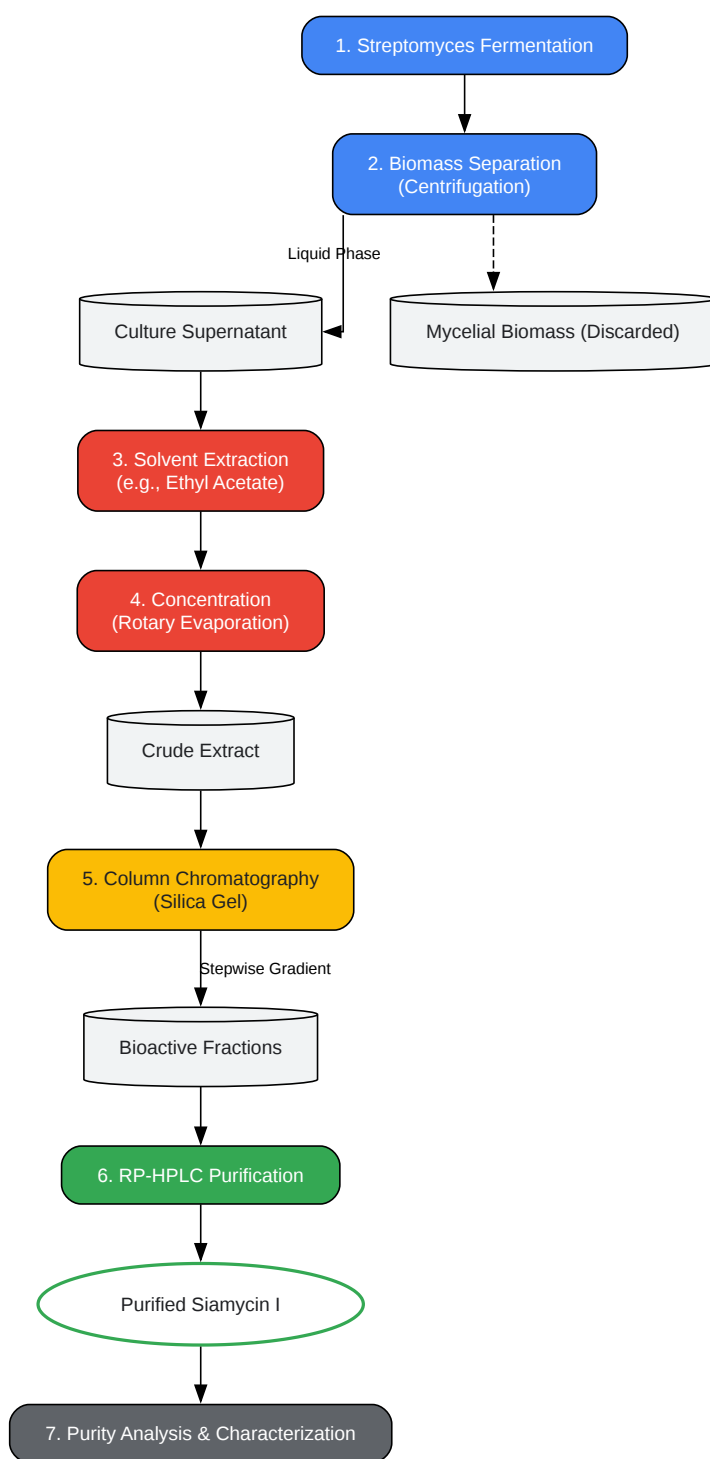 1. Streptomyces Fermentation
2. Biomass Separation
(Centrifugation)
Liquid Phase
Culture Supernatant
Mycelial Biomass (Discarded)
3. Solvent Extraction
(e.g., Ethyl Acetate)
4. Concentration
(Rotary Evaporation)
Crude Extract
5. Column Chromatography
(Silica Gel)
Stepwise Gradient
Bioactive Fractions
6. RP-HPLC Purification
Purified Siamycin I
7. Purity Analysis & Characterization